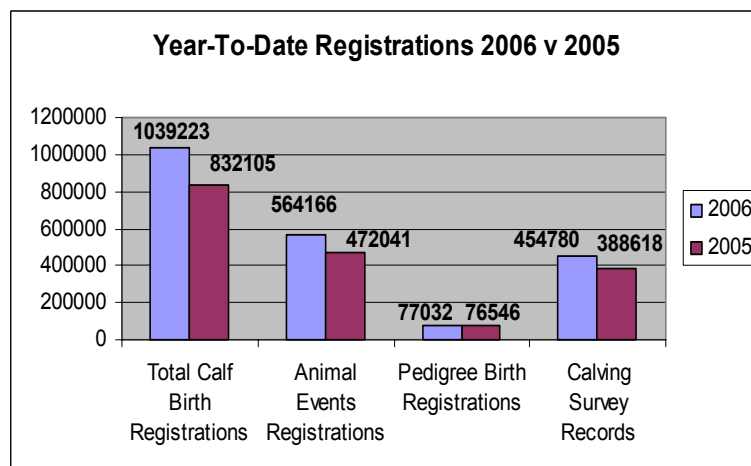 Year-To-Date Registrations 2006 v 2005
1200000
1000000
800000
600000
400000
200000
0
1039223
832105
564166
472041
77032
76546
454780
388618
Total Calf
Birth
Registrations
Animal
Events
Registrations
Pedigree Birth
Registrations
Calving
Survey
Records
2006
2005